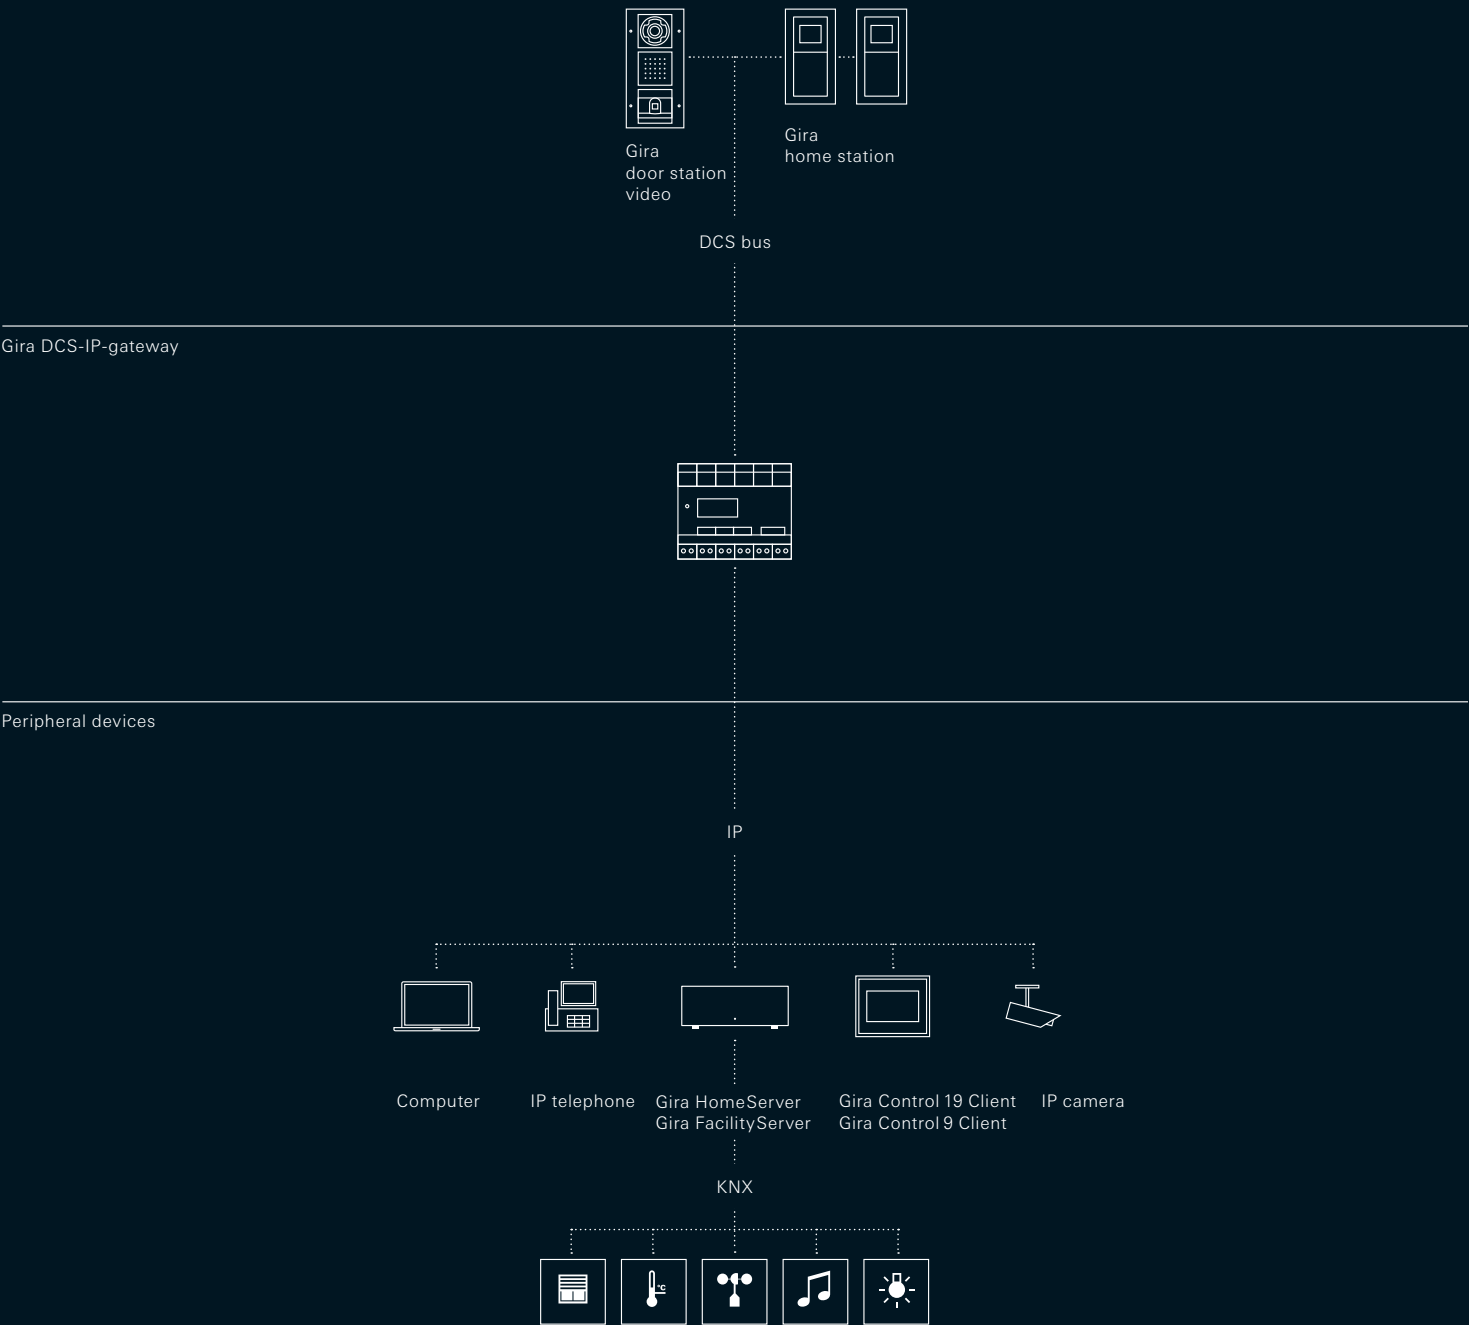 Gira
door station
video
Gira
home station
DCS bus
Gira DCS-IP-gateway
Peripheral devices
IP
Computer
IP telephone
Gira HomeServer
Gira FacilityServer
Gira Control 19 Client
Gira Control 9 Client
IP camera
KNX
°C